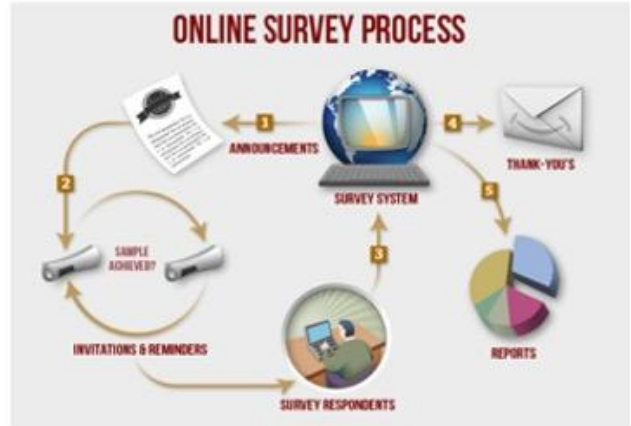 ONLINE SURVEY PROCESS
1
ANNOUNCEMENTS
SURVEY SYSTEM
4
THANK-YOU'S
2
SAMPLE
ACHIEVED?
INVITATIONS & REMINDERS
3
SURVEY RESPONDENTS
5
REPORTS